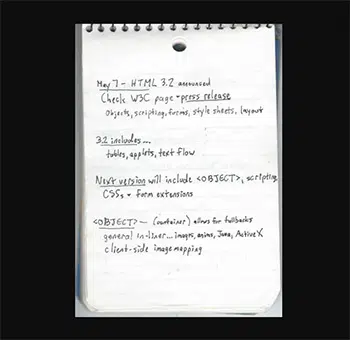 May 7 - HTML 3.2 announced
Check W3C page - press release
Objects, scripting, forms, style sheets, layout
3.2 includes...
tables, applets, text flow
Next version will include <OBJECT>, scripting,
CSSs + form extensions
<OBJECT> - (container) allows for fallbacks
general in-liner... images, anims, Java, ActiveX
client-side image mapping